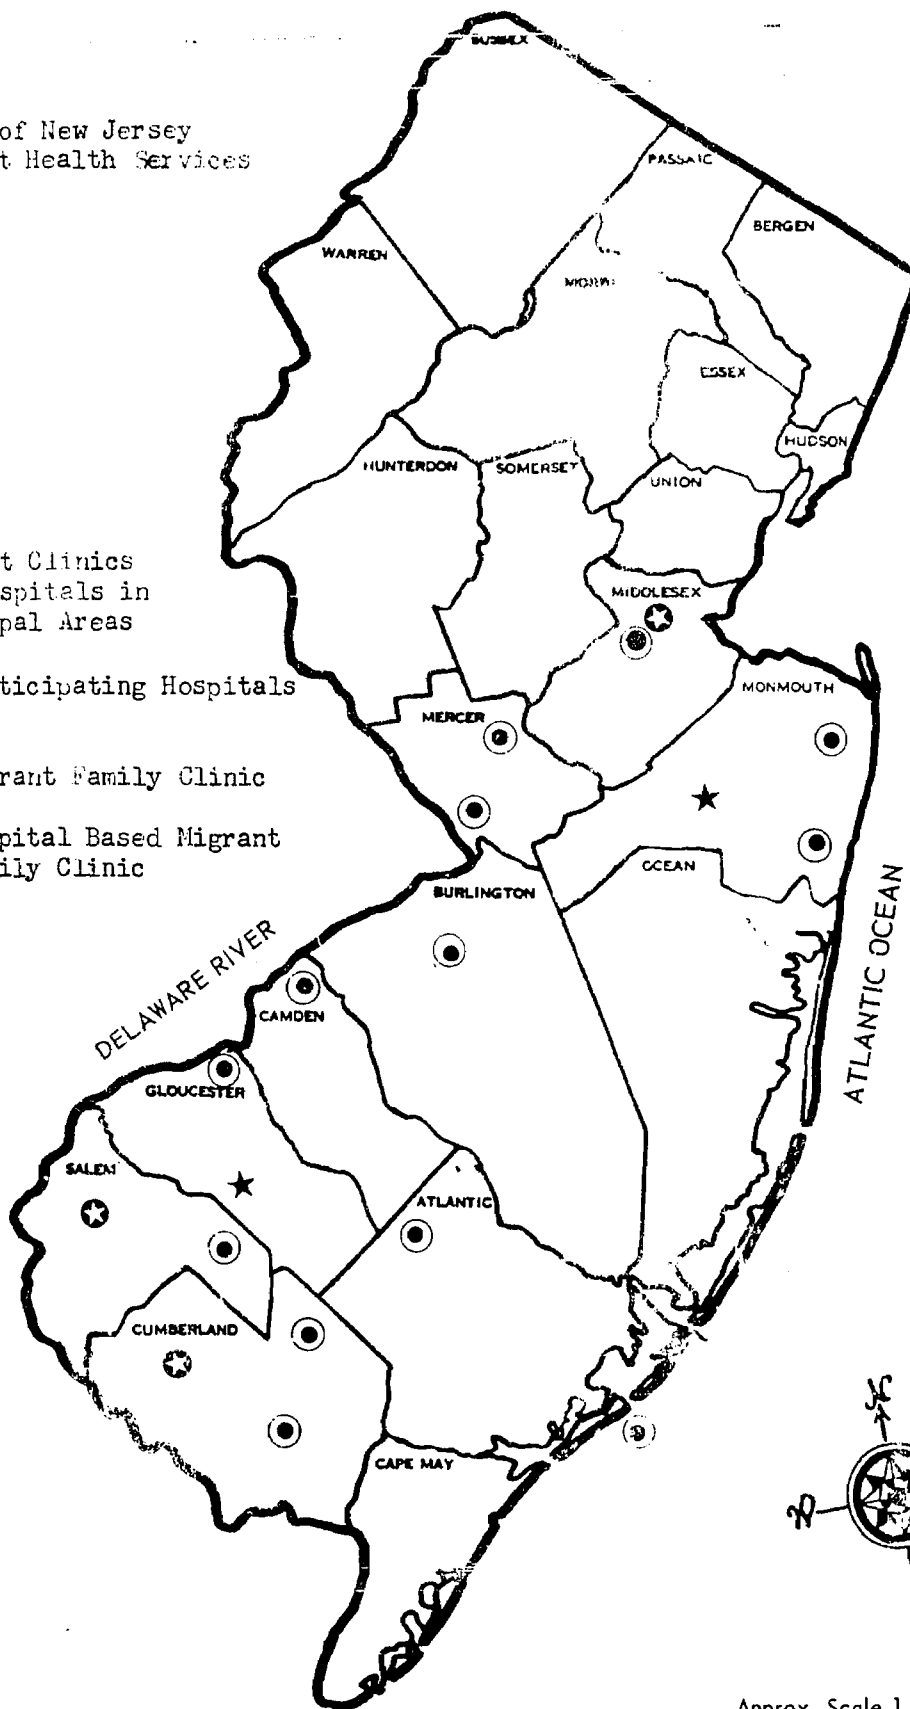 SUSSEX
of New Jersey
t Health Services
PASSAIC
BERGEN
WARREN
ESSEX
HUDSON
HUNTERDON
SOMERSET
UNION
t Clinics
spitals in
pal Areas
MIDDLESEX
ticipating Hospitals
MONMOUTH
MERCER
rant Family Clinic
pital Based Migrant
ily Clinic
OCEAN
BURLINGTON
DELAWARE RIVER
ATLANTIC OCEAN
CAMDEN
GLOUCESTER
SALEM
ATLANTIC
CUMBERLAND
CAPE MAY
Approx. Scale 1